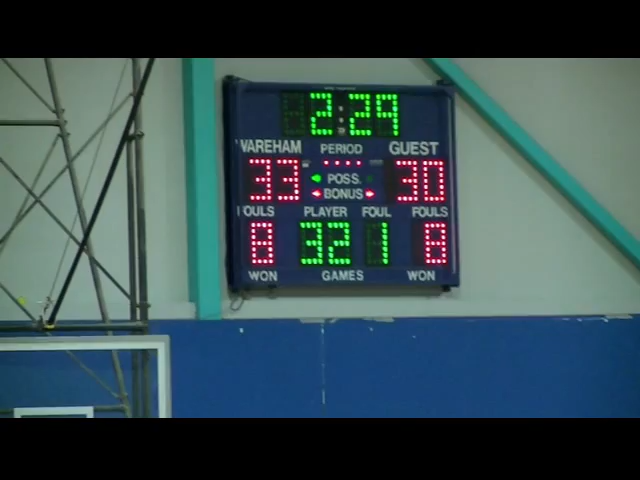 2:29
WAREHAM PERIOD GUEST
33 30
POSS.
BONUS
FOULS PLAYER FOUL FOULS
8 32 1 8
WON GAMES WON